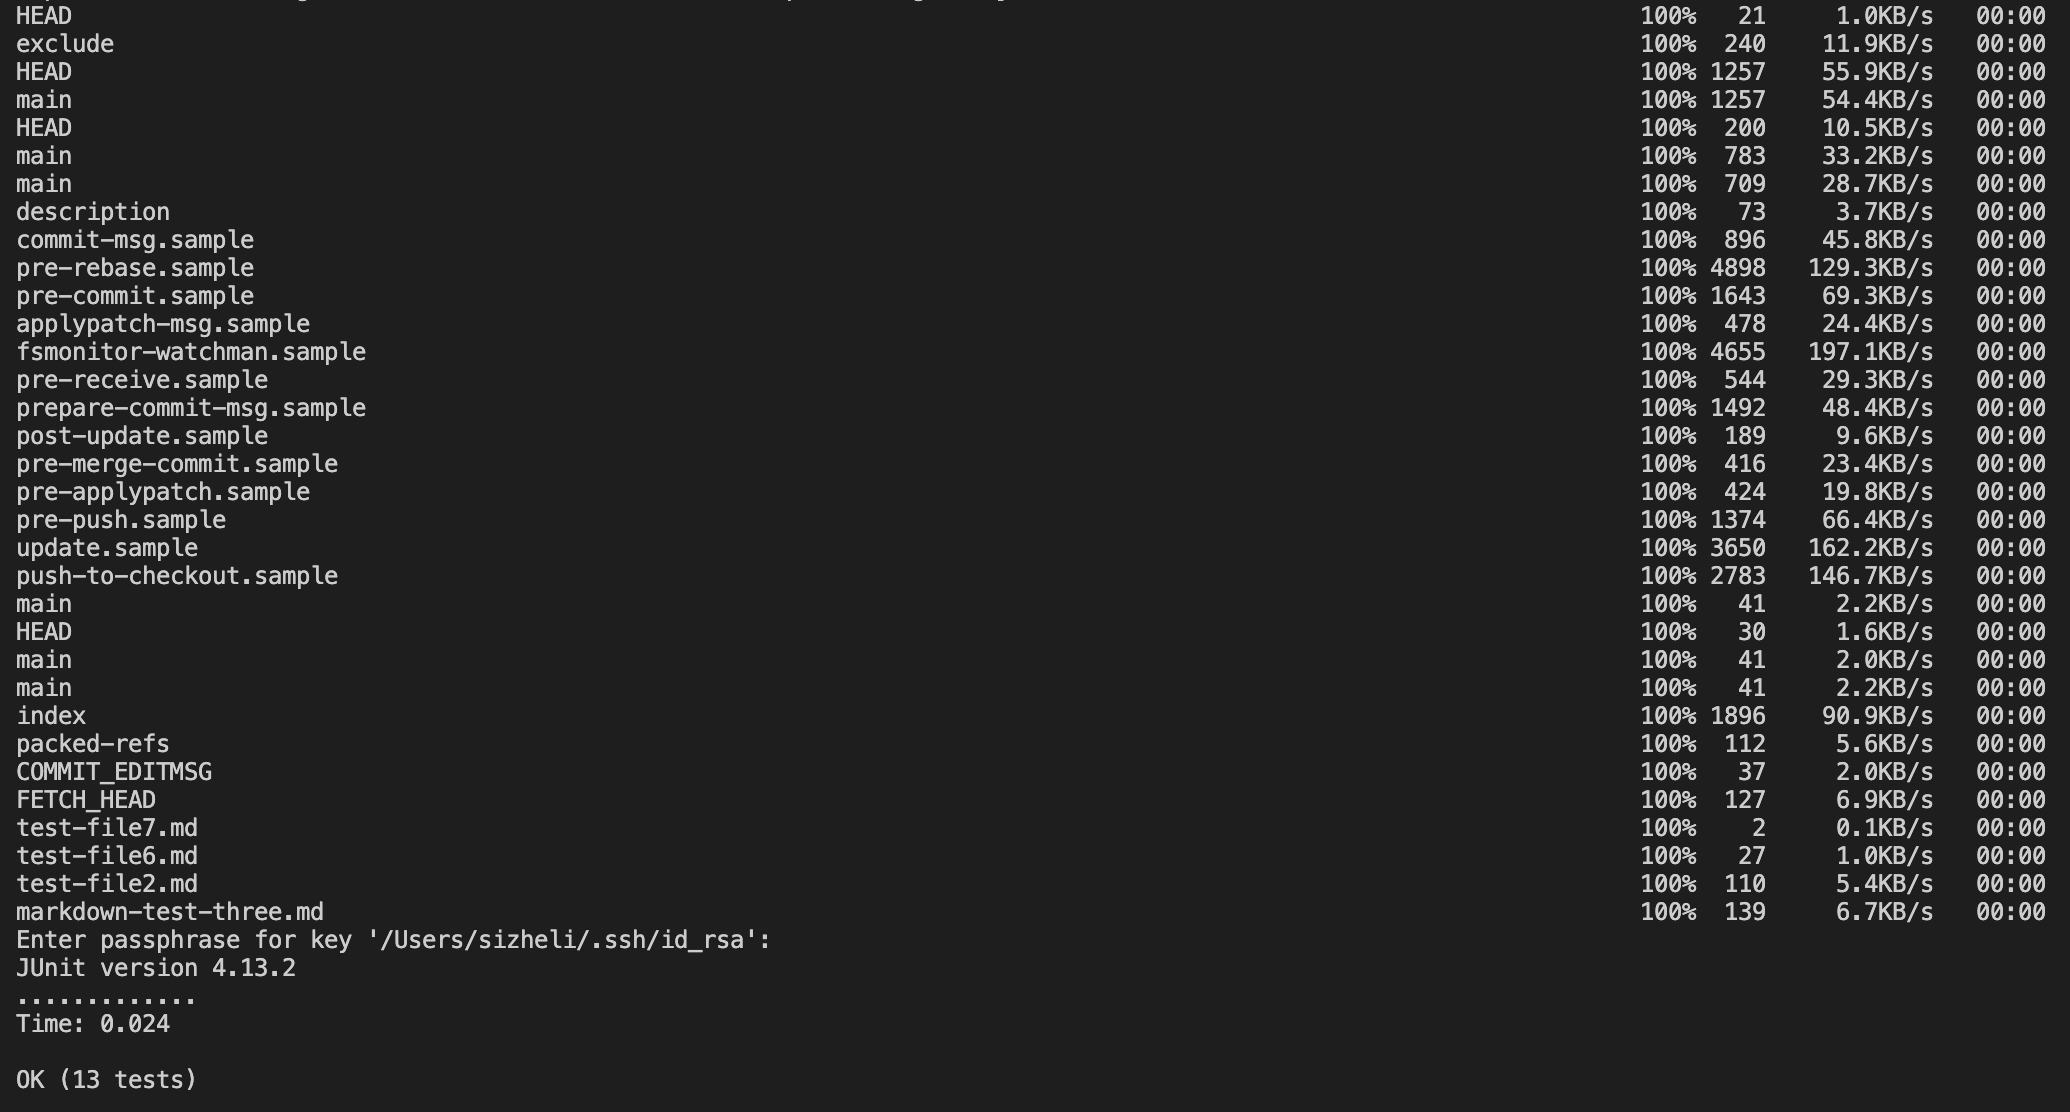 HEAD 100% 21 1.0KB/s 00:00
exclude 100% 240 11.9KB/s 00:00
HEAD 100% 1257 55.9KB/s 00:00
main 100% 1257 54.4KB/s 00:00
HEAD 100% 200 10.5KB/s 00:00
main 100% 783 33.2KB/s 00:00
main 100% 709 28.7KB/s 00:00
description 100% 73 3.7KB/s 00:00
commit-msg.sample 100% 896 45.8KB/s 00:00
pre-rebase.sample 100% 4898 129.3KB/s 00:00
pre-commit.sample 100% 1643 69.3KB/s 00:00
applypatch-msg.sample 100% 478 24.4KB/s 00:00
fsmonitor-watchman.sample 100% 4655 197.1KB/s 00:00
pre-receive.sample 100% 544 29.3KB/s 00:00
prepare-commit-msg.sample 100% 1492 48.4KB/s 00:00
post-update.sample 100% 189 9.6KB/s 00:00
pre-merge-commit.sample 100% 416 23.4KB/s 00:00
pre-applypatch.sample 100% 424 19.8KB/s 00:00
pre-push.sample 100% 1374 66.4KB/s 00:00
update.sample 100% 3650 162.2KB/s 00:00
push-to-checkout.sample 100% 2783 146.7KB/s 00:00
main 100% 41 2.2KB/s 00:00
HEAD 100% 30 1.6KB/s 00:00
main 100% 41 2.0KB/s 00:00
main 100% 41 2.2KB/s 00:00
index 100% 1896 90.9KB/s 00:00
packed-refs 100% 112 5.6KB/s 00:00
COMMIT_EDITMSG 100% 37 2.0KB/s 00:00
FETCH_HEAD 100% 127 6.9KB/s 00:00
test-file7.md 100% 2 0.1KB/s 00:00
test-file6.md 100% 27 1.0KB/s 00:00
test-file2.md 100% 110 5.4KB/s 00:00
markdown-test-three.md 100% 139 6.7KB/s 00:00
Enter passphrase for key '/Users/sizheli/.ssh/id_rsa':
JUnit version 4.13.2
.............
Time: 0.024
OK (13 tests)